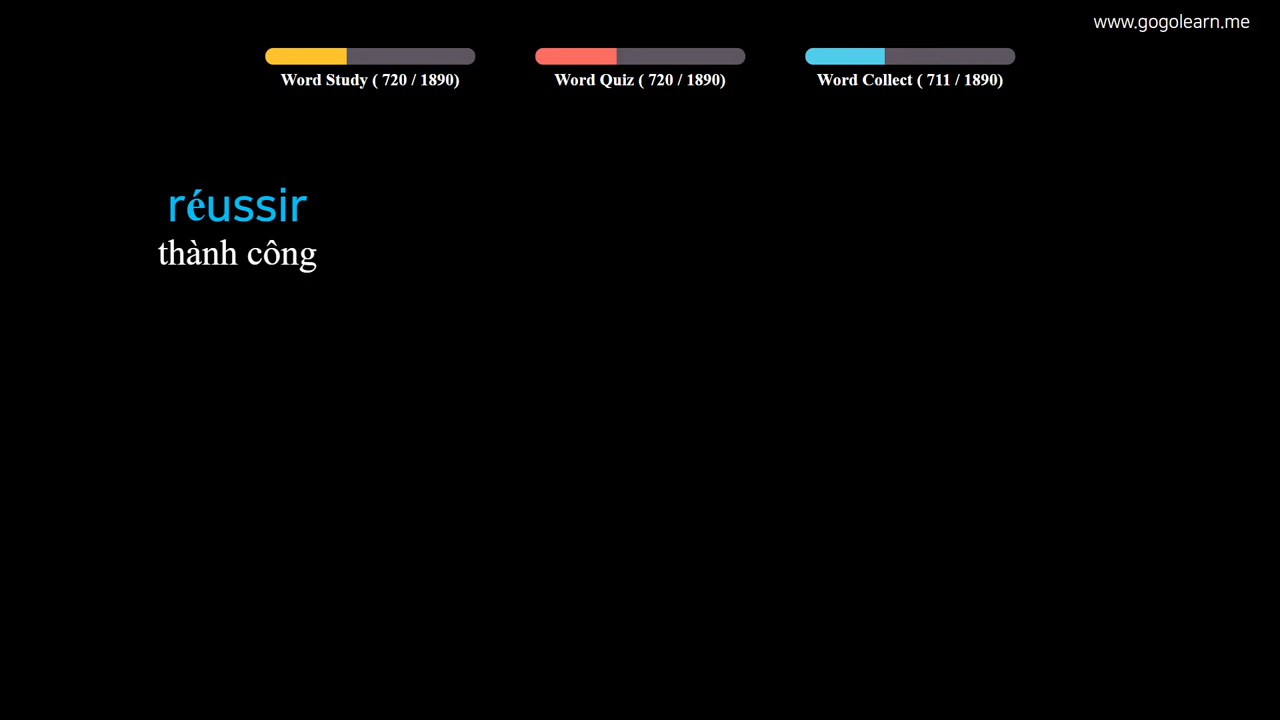 www.gogolearn.me
Word Study ( 720 / 1890)
Word Quiz ( 720 / 1890)
Word Collect ( 711 / 1890)
réussir
thành công